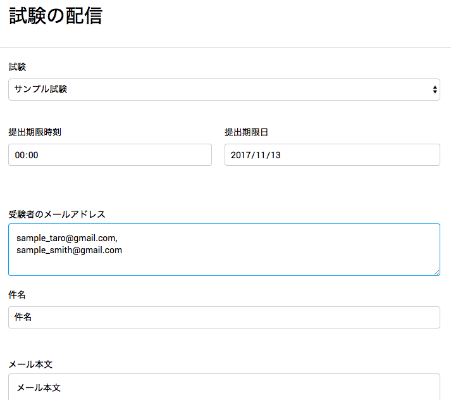 試験の配信
試験
サンプル試験
提出期限時刻 提出期限日
00:00 2017/11/13
受験者のメールアドレス
sample_taro@gmail.com,
sample_smith@gmail.com
件名
件名
メール本文
メール本文